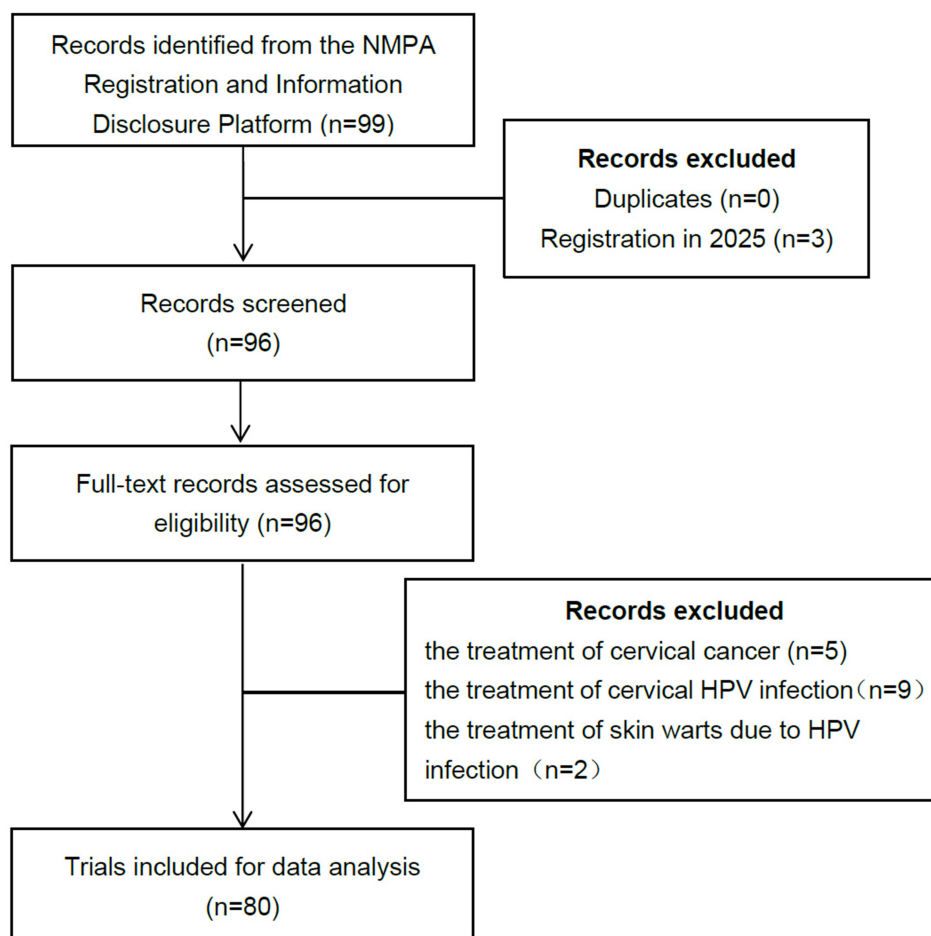 Records identified from the NMPA
Registration and Information
Disclosure Platform (n=99)
Records excluded
Duplicates (n=0)
Registration in 2025 (n=3)
Records screened
(n=96)
Full-text records assessed for
eligibility (n=96)
Records excluded
the treatment of cervical cancer (n=5)
the treatment of cervical HPV infection（n=9）
the treatment of skin warts due to HPV
infection（n=2）
Trials included for data analysis
(n=80)